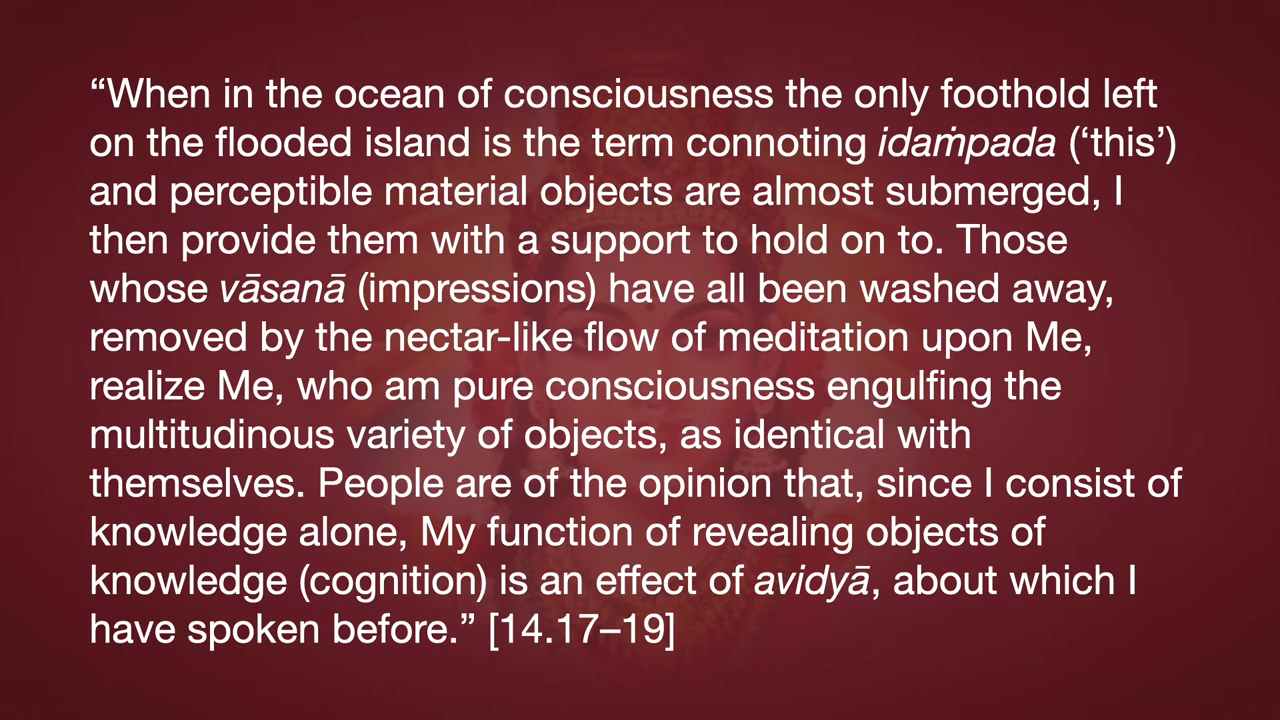 “When in the ocean of consciousness the only foothold left
on the flooded island is the term connoting idaṁpada (‘this’)
and perceptible material objects are almost submerged, I
then provide them with a support to hold on to. Those
whose vāsanā (impressions) have all been washed away,
removed by the nectar-like flow of meditation upon Me,
realize Me, who am pure consciousness engulfing the
multitudinous variety of objects, as identical with
themselves. People are of the opinion that, since I consist of
knowledge alone, My function of revealing objects of
knowledge (cognition) is an effect of avidyā, about which I
have spoken before.” [14.17–19]